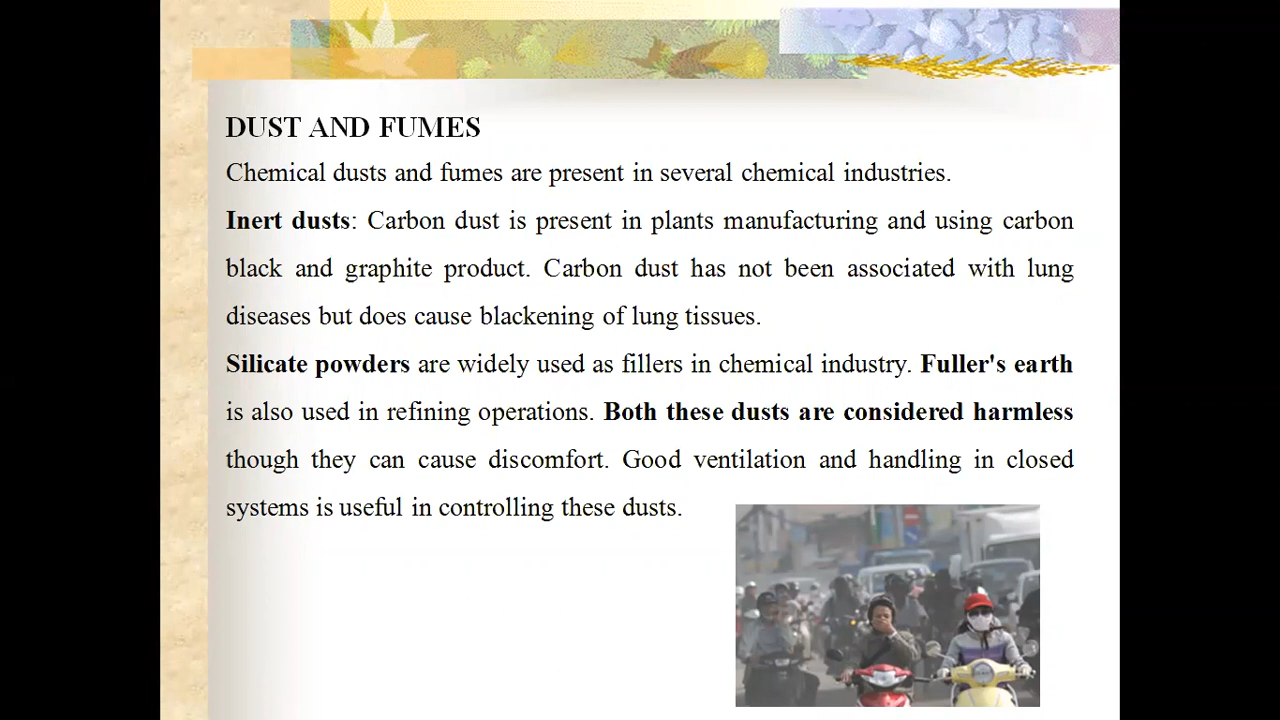 DUST AND FUMES
Chemical dusts and fumes are present in several chemical industries.
Inert dusts: Carbon dust is present in plants manufacturing and using carbon
black and graphite product. Carbon dust has not been associated with lung
diseases but does cause blackening of lung tissues.
Silicate powders are widely used as fillers in chemical industry. Fuller's earth
is also used in refining operations. Both these dusts are considered harmless
though they can cause discomfort. Good ventilation and handling in closed
systems is useful in controlling these dusts.